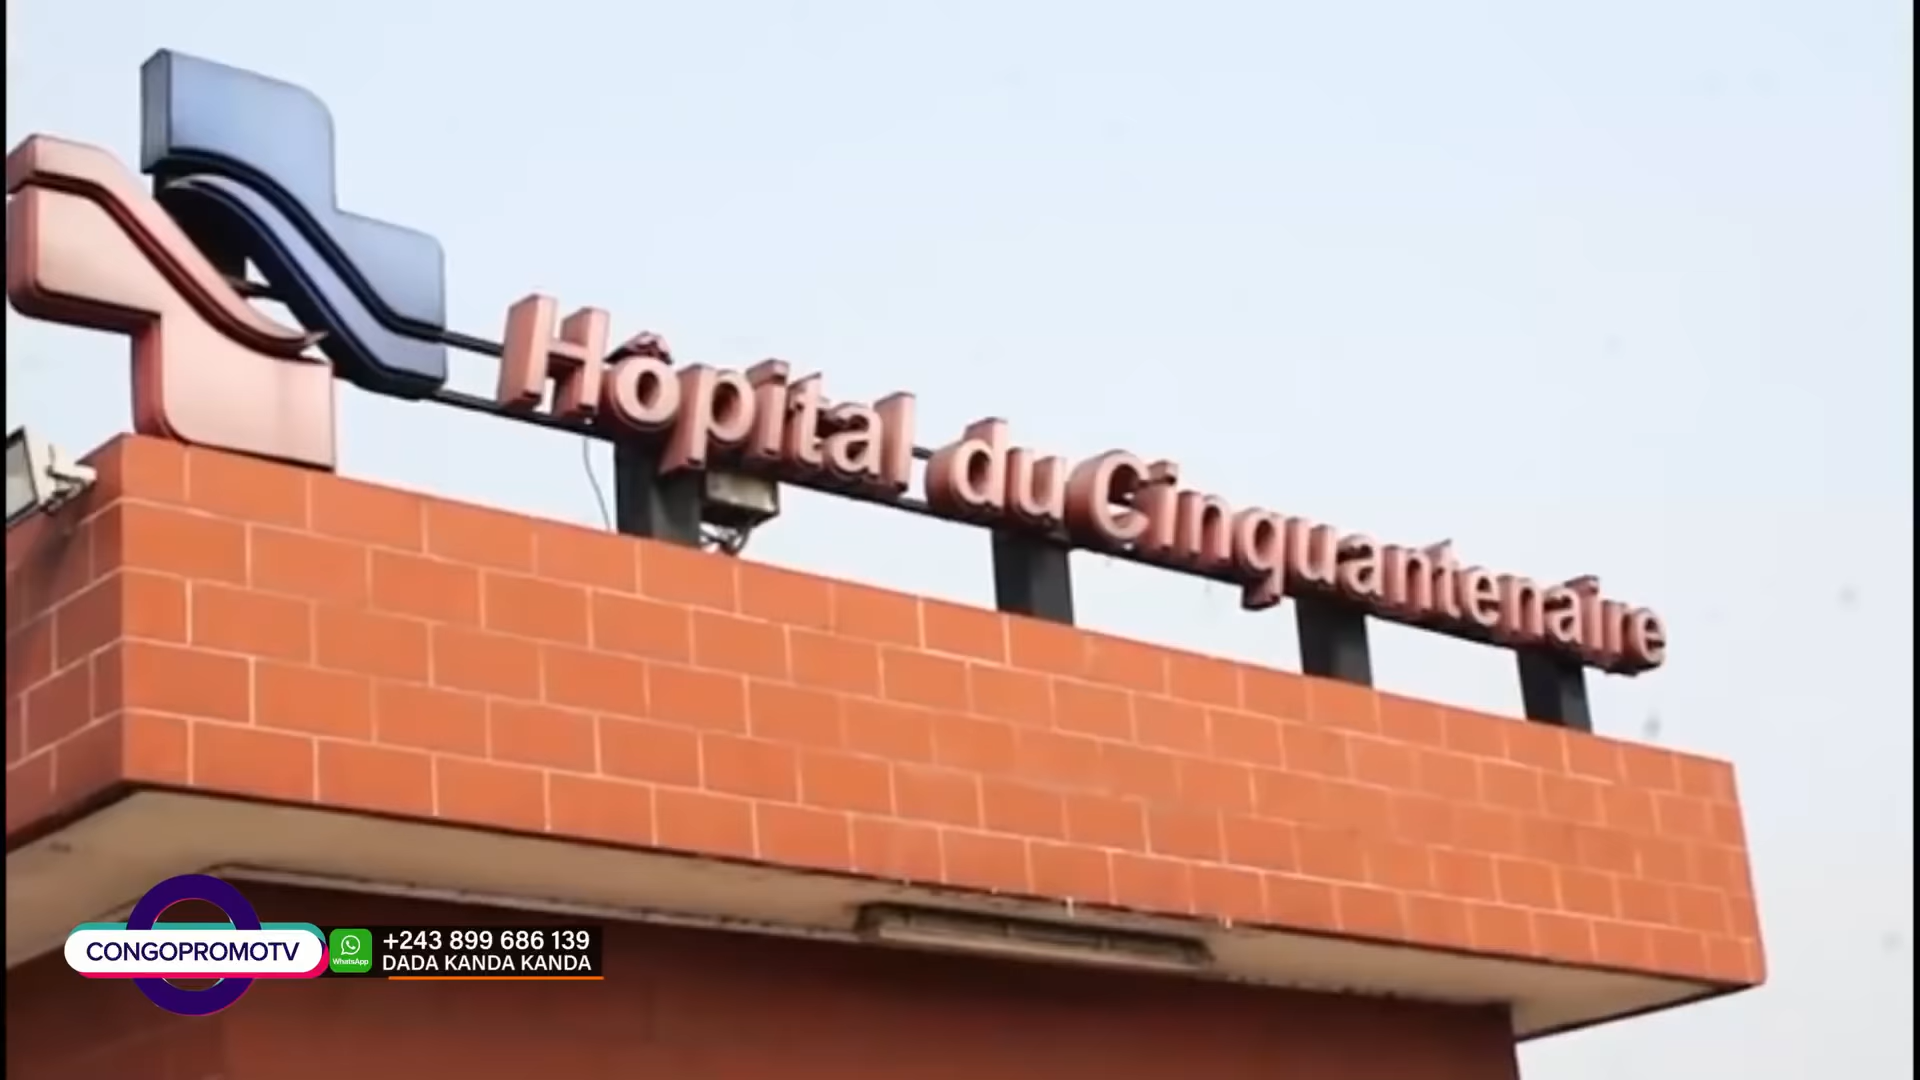 Hôpital du Cinquantenaire
CONGOPROMOTV
WhatsApp
+243 899 686 139
DADA KANDA KANDA